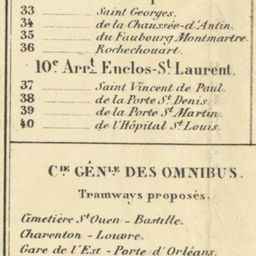 33 Saint Georges.
34 de la Chaussée-d'Antin.
35 du Faubourg Montmartre.
36 Rochechouart.
10e Arrt. Enclos-St. Laurent.
37 Saint Vincent de Paul.
38 de la Porte St. Denis.
39 de la Porte St. Martin.
40 de l'Hôpital St. Louis.
CIE. GÉNLE. DES OMNIBUS.
Tramways proposés.
Cimetière St. Ouen - Bastille.
Charenton - Louvre.
Gare de l'Est - Porte d'Orléans.